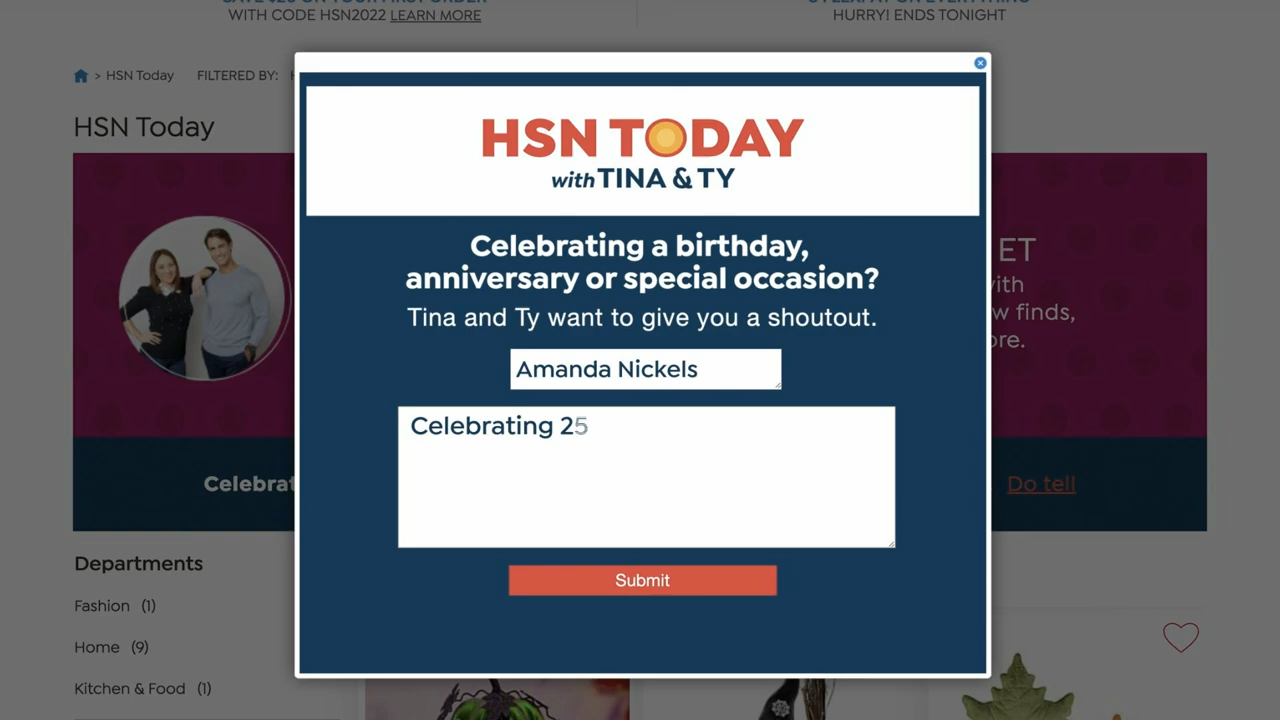 WITH CODE HSN2022 LEARN MORE
HURRY! ENDS TONIGHT
> HSN Today FILTERED BY:
HSN Today
HSN TODAY
with TINA & TY
Celebrating a birthday,
anniversary or special occasion?
Tina and Ty want to give you a shoutout.
Amanda Nickels
Celebrating 25
Submit
ET
ith
w finds,
ore.
Celebrat
Do tell
Departments
Fashion (1)
Home (9)
Kitchen & Food (1)